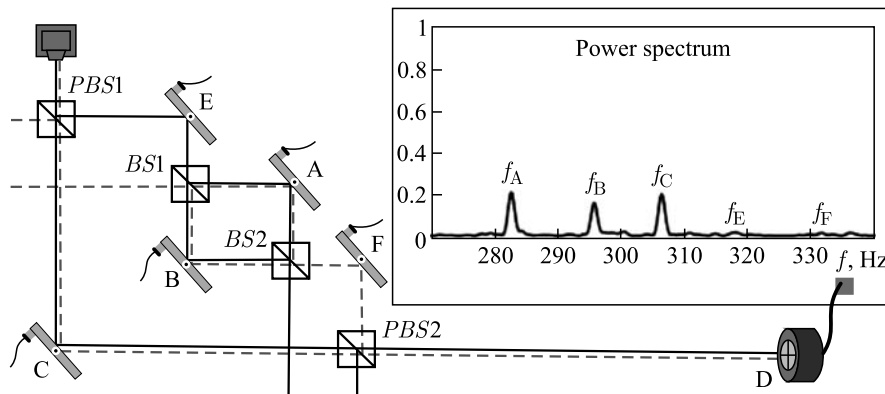 PBS1
E
BS1
A
BS2
F
B
PBS2
C
D
Power spectrum
1
0.8
0.6
0.4
0.2
0
f_A
f_B
f_C
f_E
f_F
280 290 300 310 320 330 f, Hz